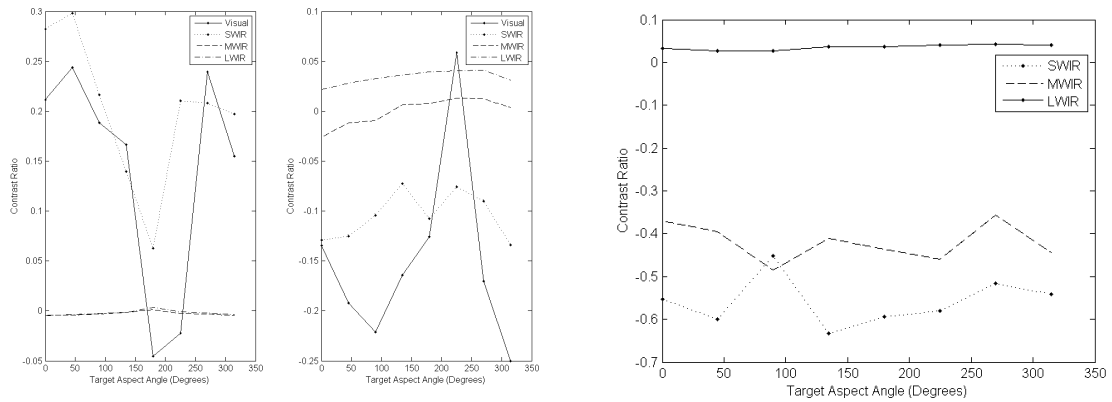 0.3
0.25
0.2
0.15
0.1
0.05
0
-0.05
Contrast Ratio
0 50 100 150 200 250 300 350
Target Aspect Angle (Degrees)
Visual
SWIR
MWIR
LWIR
0.1
0.05
0
-0.05
-0.1
-0.15
-0.2
-0.25
Contrast Ratio
0 50 100 150 200 250 300 350
Target Aspect Angle (Degrees)
Visual
SWIR
MWIR
LWIR
0.1
0
-0.1
-0.2
-0.3
-0.4
-0.5
-0.6
-0.7
Contrast Ratio
0 50 100 150 200 250 300 350
Target Aspect Angle (Degrees)
SWIR
MWIR
LWIR